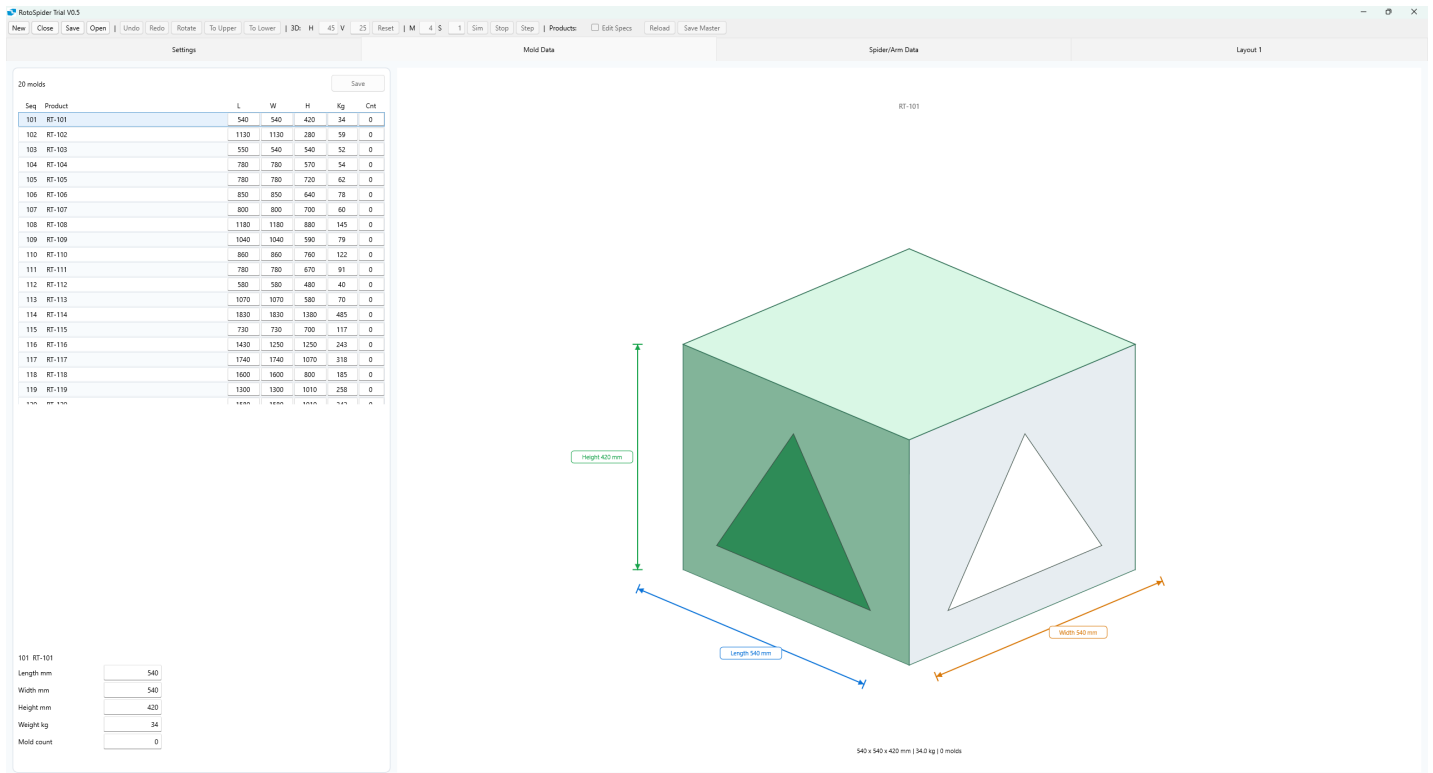 RotoSpider Trial V0.5
New Close Save Open | Undo Redo Rotate To Upper To Lower | 3D: H 45 V 25 Reset | M 4 S 1 Sim Stop Step | Products: Edit Specs Reload Save Master
Settings Mold Data Spider/Arm Data Layout 1
20 molds Save
Seq Product L W H Kg Cnt
101 RT-101 540 540 420 34 0
102 RT-102 1130 1130 280 59 0
103 RT-103 550 540 540 52 0
104 RT-104 780 780 570 54 0
105 RT-105 780 780 720 62 0
106 RT-106 850 850 640 78 0
107 RT-107 800 800 700 60 0
108 RT-108 1180 1180 880 145 0
109 RT-109 1040 1040 590 79 0
110 RT-110 860 860 760 122 0
111 RT-111 780 780 670 91 0
112 RT-112 580 580 480 40 0
113 RT-113 1070 1070 580 70 0
114 RT-114 1830 1830 1380 485 0
115 RT-115 730 730 700 117 0
116 RT-116 1430 1250 1250 243 0
117 RT-117 1740 1740 1070 318 0
118 RT-118 1600 1600 800 185 0
119 RT-119 1300 1300 1010 258 0
101 RT-101
Length mm 540
Width mm 540
Height mm 420
Weight kg 34
Mold count 0
RT-101
Height 420 mm
Width 540 mm
Length 540 mm
540 x 540 x 420 mm | 34.0 kg | 0 molds